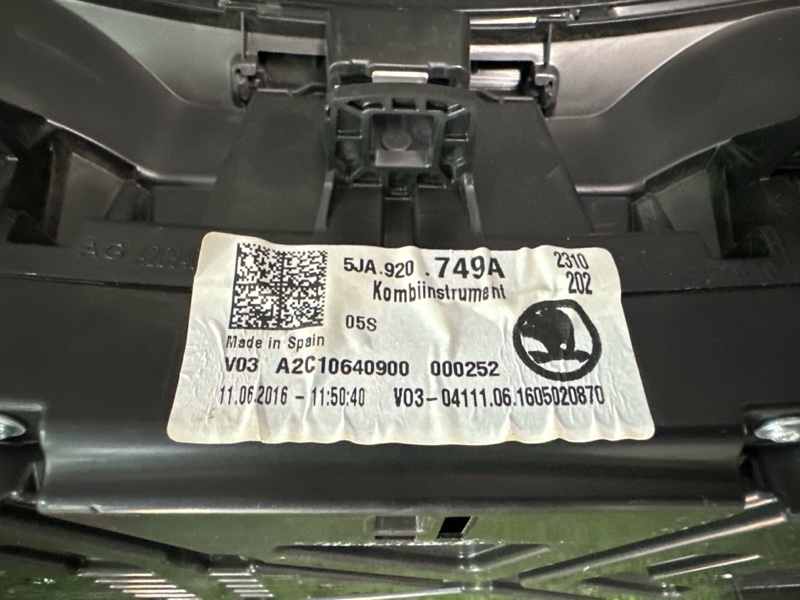 5JA.920 .749A 2310
Kombiinstrument 202
05S
Made in Spain
V03 A2C10640900 000252
11.06.2016 - 11:50:40 V03-04111.06.1605020870
AG